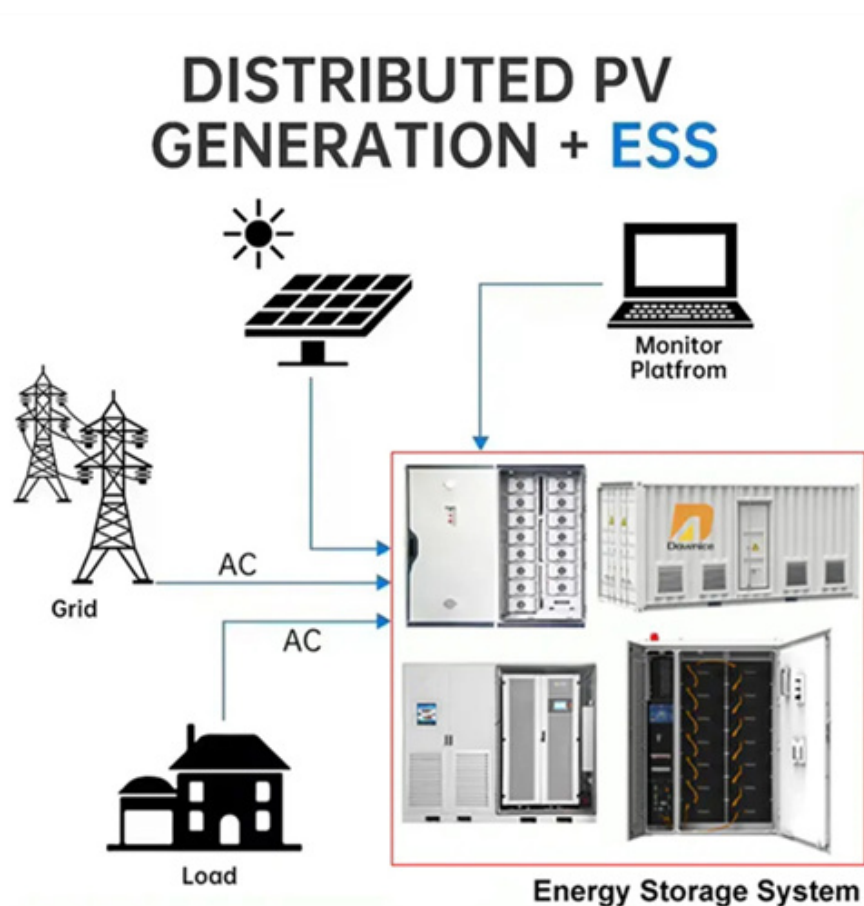 DISTRIBUTED PV
GENERATION + ESS
Monitor
Platfrom
AC
Grid
AC
Load
Energy Storage System